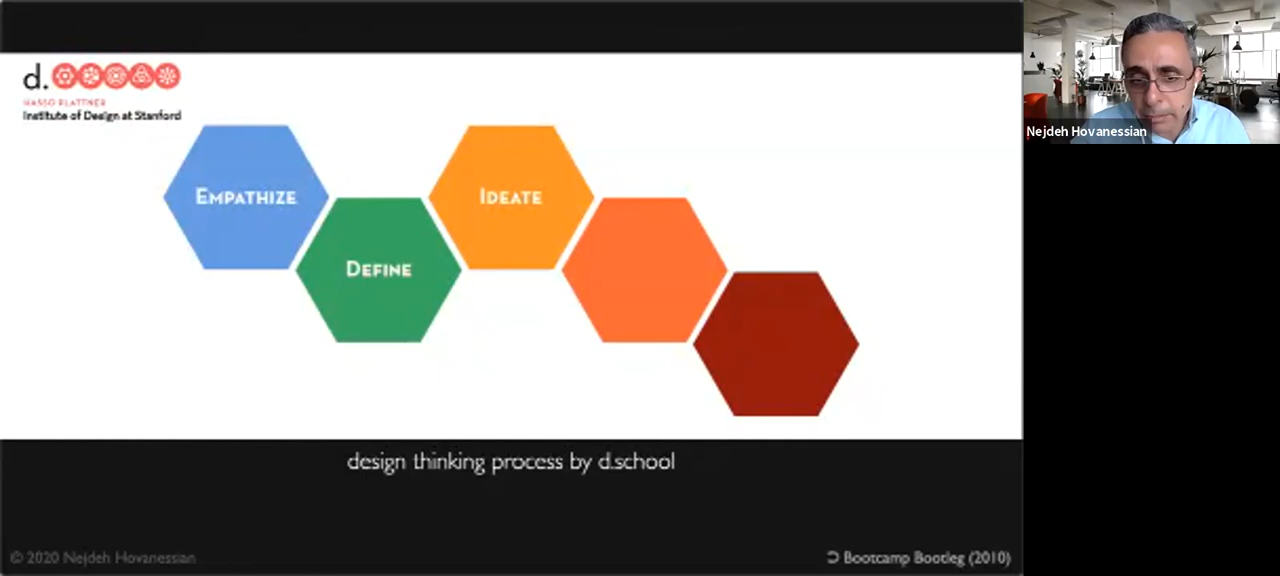 d.
HASSO PLATTNER
Institute of Design at Stanford
EMPATHIZE
IDEATE
DEFINE
design thinking process by d.school
© 2020 Nejdeh Hovanessian
Bootcamp Bootleg (2010)
Nejdeh Hovanessian